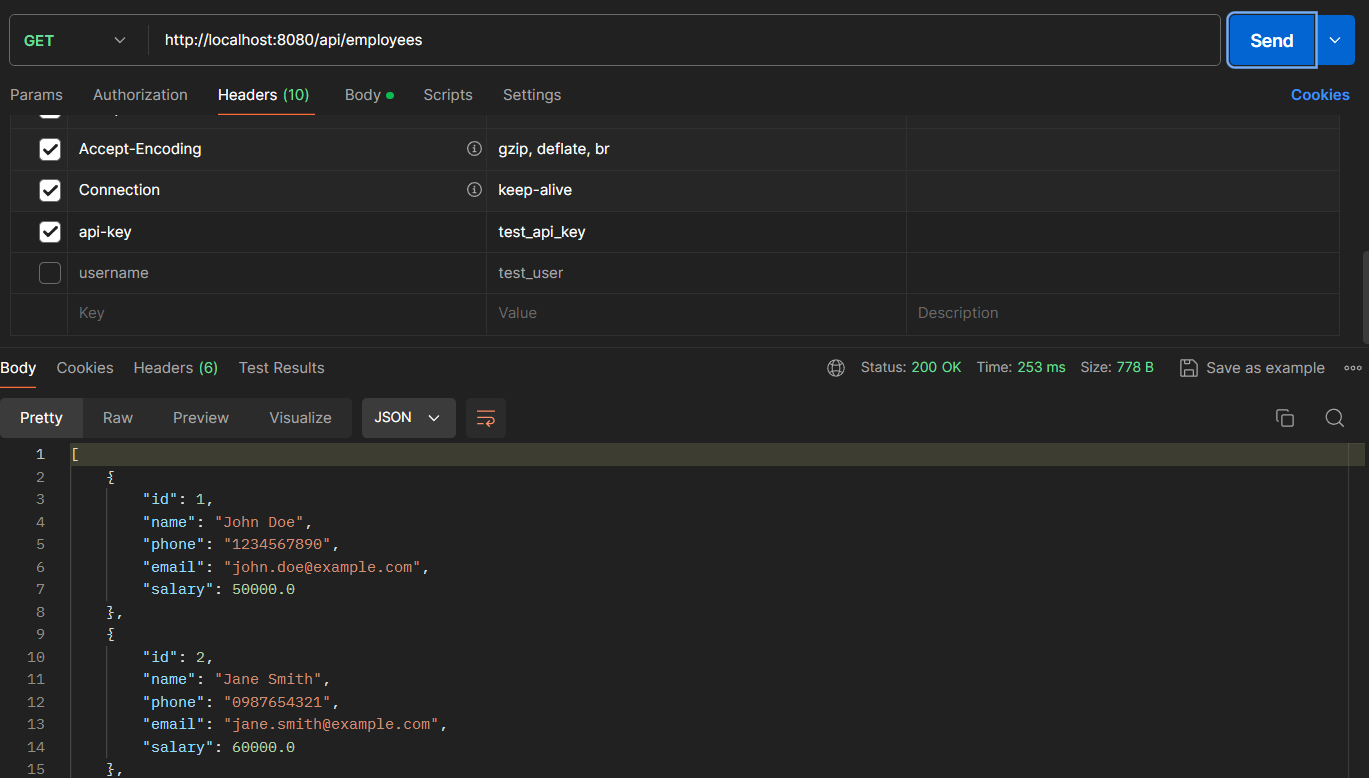 GET http://localhost:8080/api/employees Send
Params Authorization Headers (10) Body Scripts Settings Cookies
Accept-Encoding gzip, deflate, br
Connection keep-alive
api-key test_api_key
username test_user
Key Value Description
Body Cookies Headers (6) Test Results Status: 200 OK Time: 253 ms Size: 778 B Save as example
Pretty Raw Preview Visualize JSON
1 [
2 {
3 "id": 1,
4 "name": "John Doe",
5 "phone": "1234567890",
6 "email": "john.doe@example.com",
7 "salary": 50000.0
8 },
9 {
10 "id": 2,
11 "name": "Jane Smith",
12 "phone": "0987654321",
13 "email": "jane.smith@example.com",
14 "salary": 60000.0
15 },